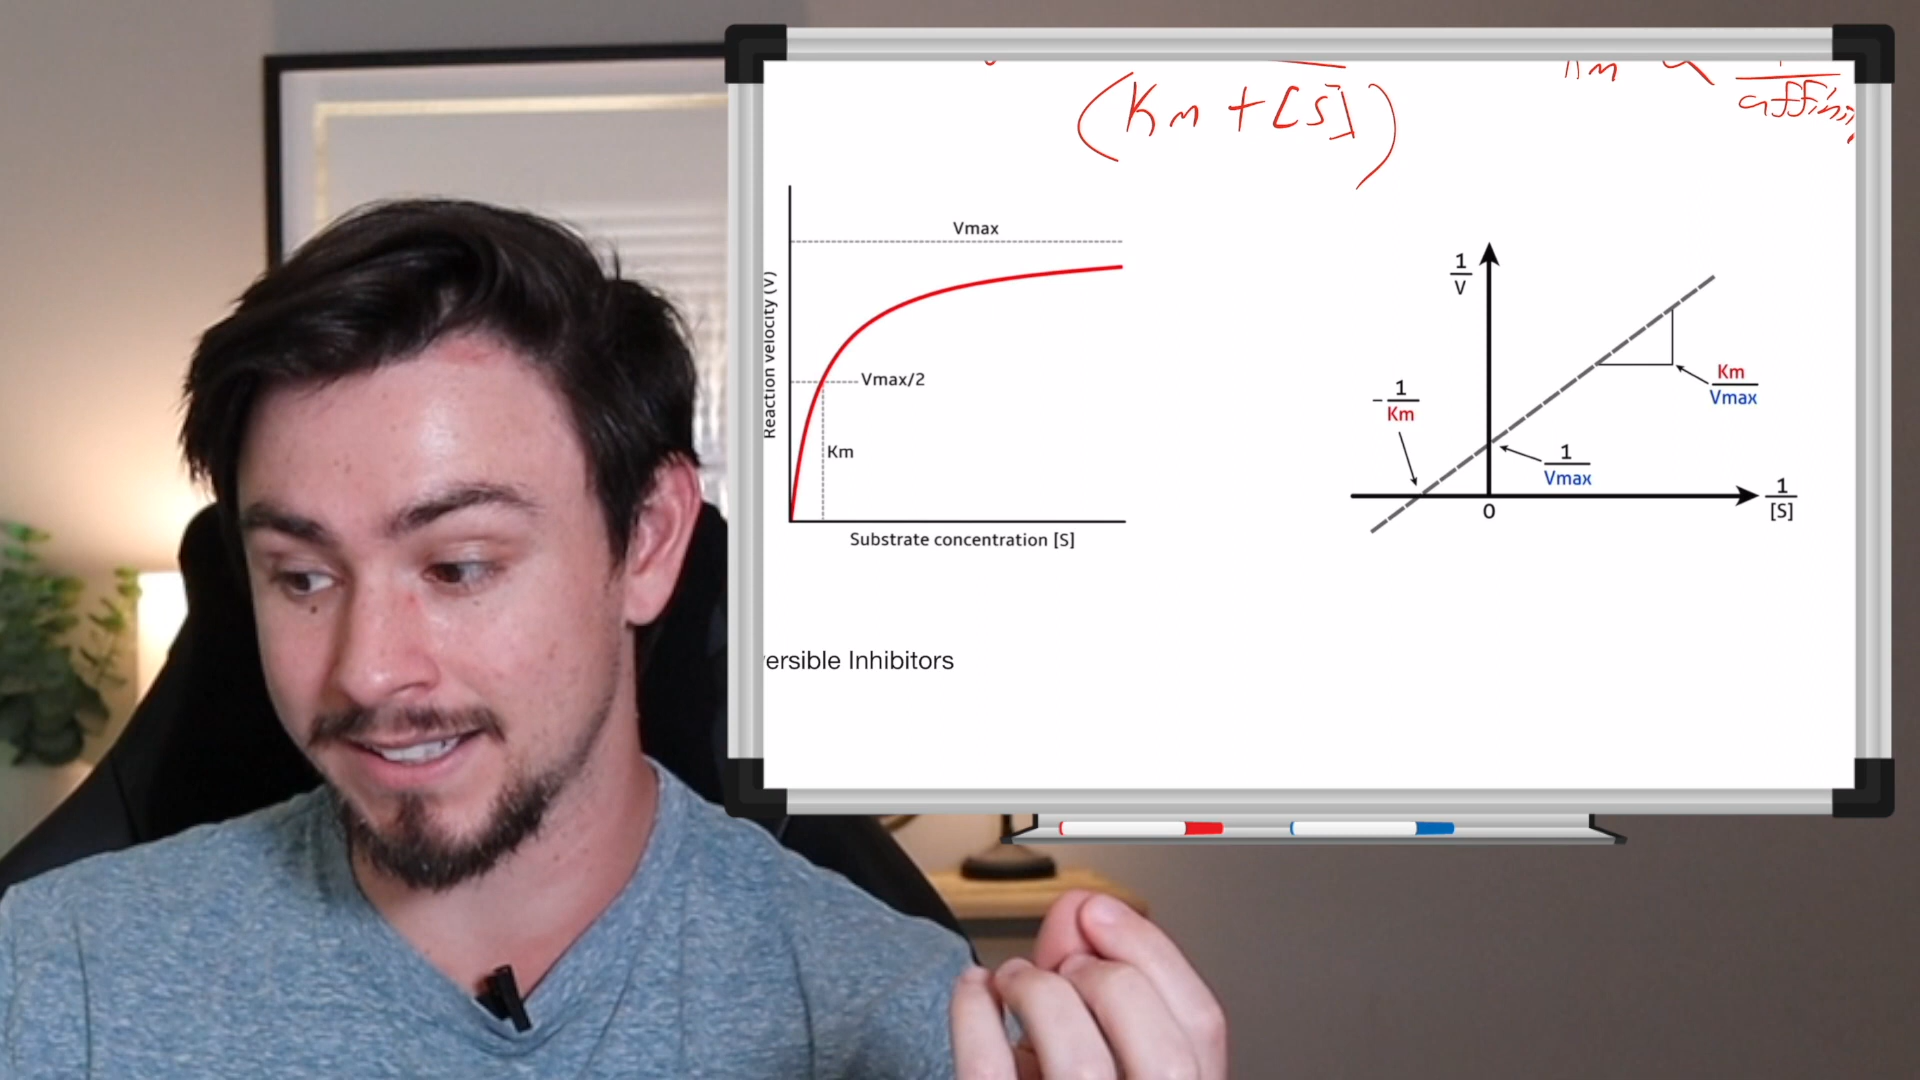 (Km + [S])
affini
Vmax
Reaction velocity (V)
Vmax/2
Km
Substrate concentration [S]
1
V
Km
Vmax
- 1
Km
1
Vmax
0
1
[S]
ersible Inhibitors